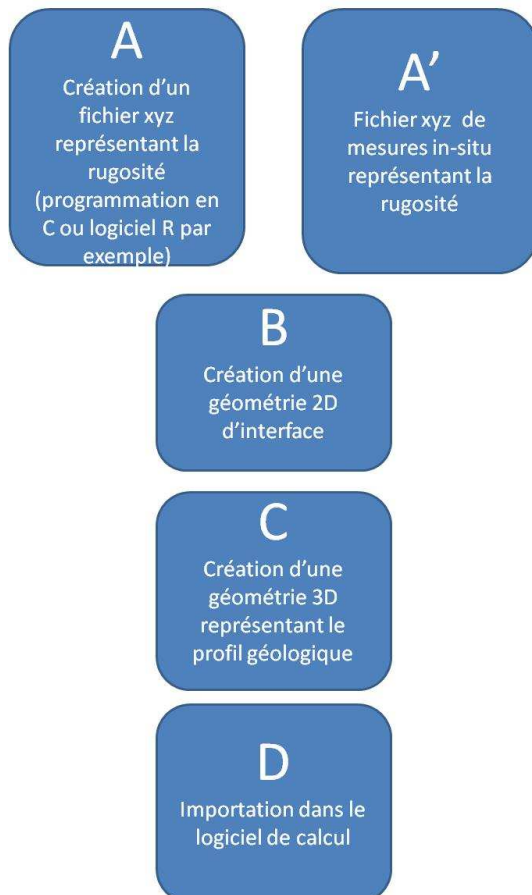 A
Création d'un
fichier xyz
représentant la
rugosité
(programmation en
C ou logiciel R par
exemple)
A'
Fichier xyz de
mesures in-situ
représentant la
rugosité
B
Création d'une
géométrie 2D
d'interface
C
Création d'une
géométrie 3D
représentant le
profil géologique
D
Importation dans le
logiciel de calcul